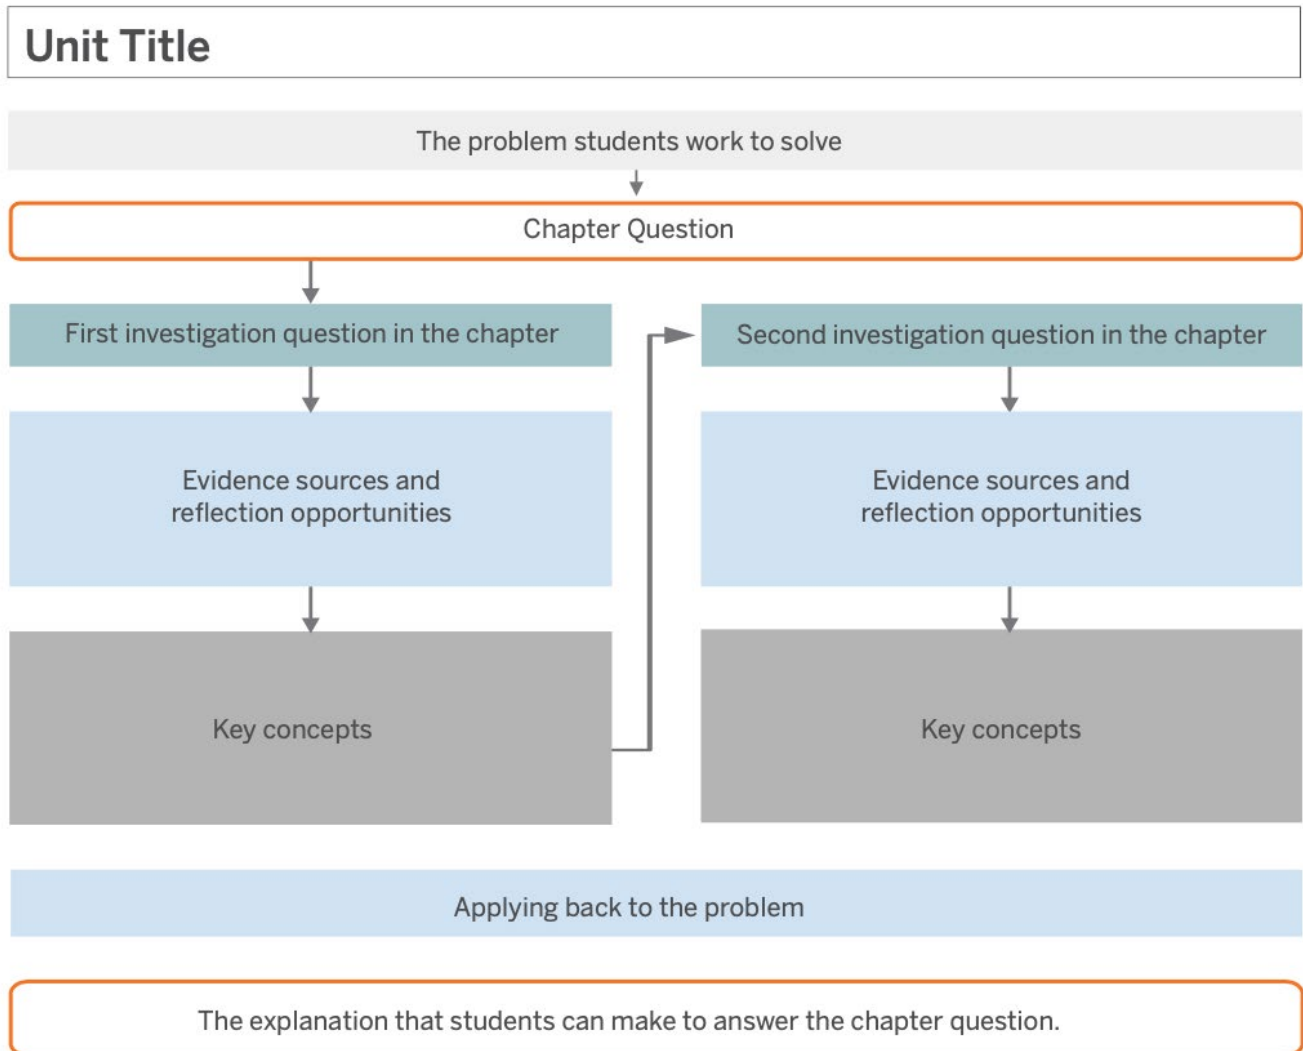 Unit Title
The problem students work to solve
Chapter Question
First investigation question in the chapter
Evidence sources and
reflection opportunities
Key concepts
Second investigation question in the chapter
Evidence sources and
reflection opportunities
Key concepts
Applying back to the problem
The explanation that students can make to answer the chapter question.